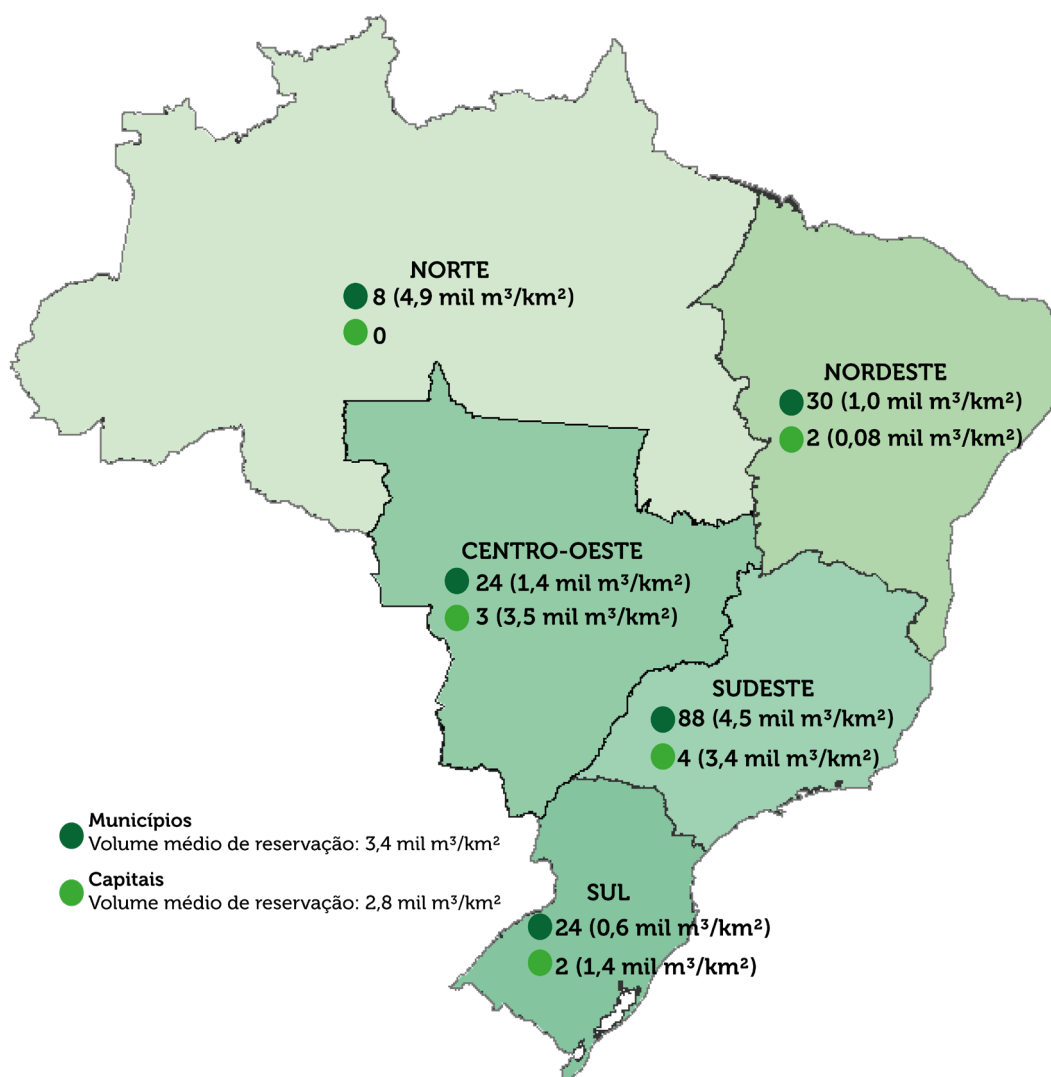 NORTE
8 (4,9 mil m³/km²)
0
NORDESTE
30 (1,0 mil m³/km²)
2 (0,08 mil m³/km²)
CENTRO-OESTE
24 (1,4 mil m³/km²)
3 (3,5 mil m³/km²)
SUDESTE
88 (4,5 mil m³/km²)
4 (3,4 mil m³/km²)
Municípios
Volume médio de reservação: 3,4 mil m³/km²
Capitais
Volume médio de reservação: 2,8 mil m³/km²
SUL
24 (0,6 mil m³/km²)
2 (1,4 mil m³/km²)